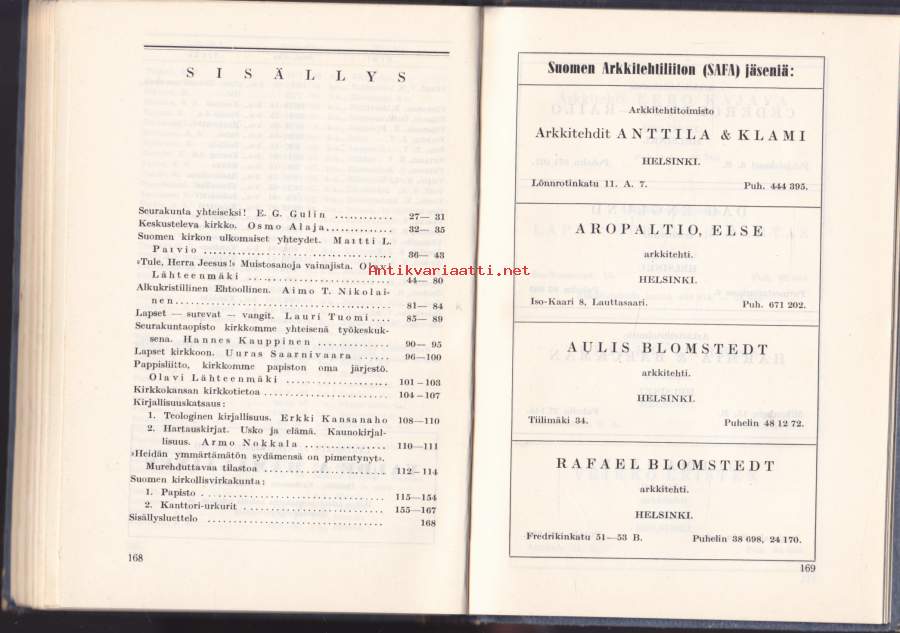 SISÄLLYS
Seurakunta yhteiseksi! E. G. Gulin ............ 27— 31
Keskusteleva kirkko. Osmo Alaja.............. 32— 35
Suomen kirkon ulkomaiset yhteydet. Martti L.
Parvio .................................. 36— 43
»Tule, Herra Jeesus!» Muistosanoja vainajista. Olavi
Lähteenmäki ........................ 44— 80
Alkukristillinen Ehtoollinen. Aimo T. Nikolai-
nen...................................... 81— 84
Lapset — surevat — vangit. Lauri Tuomi.... 85— 89
Seurakuntaopisto kirkkomme yhteisenä työkeskuk-
sena. Hannes Kauppinen ............... 90— 95
Lapset kirkkoon. Uuras Saarnivaara ...... 96—100
Pappisliitto, kirkkomme papiston oma järjestö.
Olavi Lähteenmäki .................... 101—103
Kirkkokansan kirkkotietoa ........................ 104—107
Kirjallisuuskatsaus:
1. Teologinen kirjallisuus. Erkki Kansanaho 108—110
2. Hartauskirjat. Usko ja elämä. Kaunokirjal-
lisuus. Armo Nokkala ................ 110—111
»Heidän ymmärtämätön sydämensä on pimentynyt».
Murehduttavaa tilastoa ........................ 112—114
Suomen kirkollisvirkakunta:
1. Papisto .................................... 115—154
2. Kanttori-urkurit ............................ 155—167
Sisällysluettelo .................................... 168
168
Antikvariaatti.net
Suomen Arkkitehtiliiton (SAFA) jäseniä:
Arkkitehtitoimisto
Arkkitehdit ANTTILA & KLAMI
HELSINKI.
Lönnrotinkatu 11. A. 7. Puh. 444 395.
AROPALTIO, ELSE
arkkitehti.
HELSINKI.
Iso-Kaari 8, Lauttasaari. Puh. 671 202.
AULIS BLOMSTEDT
arkkitehti.
HELSINKI.
Tiilimäki 34. Puhelin 48 12 72.
RAFAEL BLOMSTEDT
arkkitehti.
HELSINKI.
Fredrikinkatu 51—53 B. Puhelin 38 698, 24 170.
169